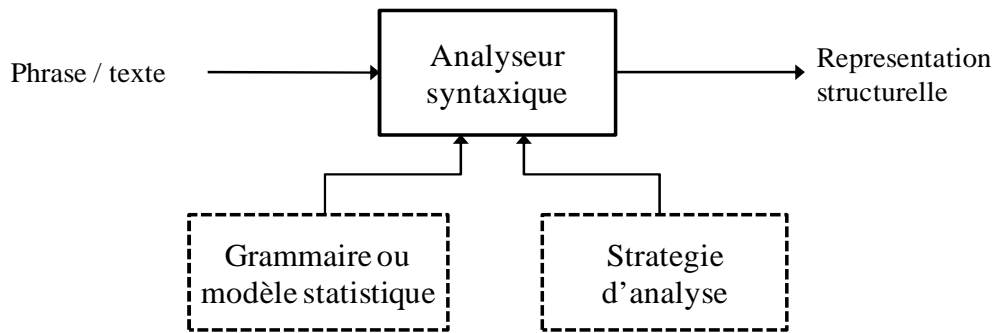 Phrase / texte
Analyseur
syntaxique
Representation
structurelle
Grammaire ou
modèle statistique
Strategie
d’analyse